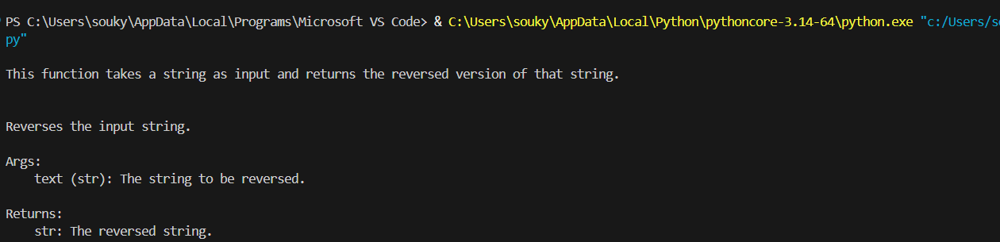 PS C:\Users\souky\AppData\Local\Programs\Microsoft VS Code> & C:\Users\souky\AppData\Local\Python\pythoncore-3.14-64\python.exe "c:/Users/s
py"
This function takes a string as input and returns the reversed version of that string.
Reverses the input string.
Args:
    text (str): The string to be reversed.
Returns:
    str: The reversed string.